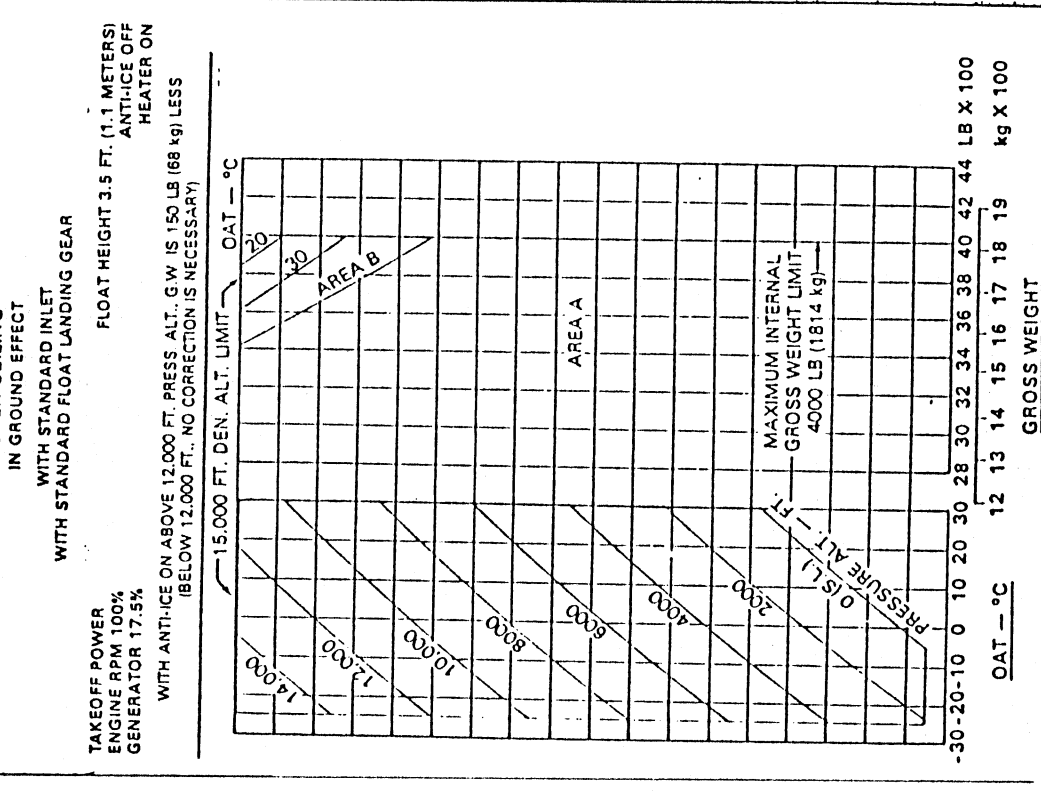 IN GROUND EFFECT
WITH STANDARD INLET
WITH STANDARD FLOAT LANDING GEAR
TAKEOFF POWER
ENGINE RPM 100%
GENERATOR 17.5%
FLOAT HEIGHT 3.5 FT. (1.1 METERS)
ANTI-ICE OFF
HEATER ON
WITH ANTI-ICE ON ABOVE 12.000 FT. PRESS. ALT., G.W. IS 150 LB (68 kg) LESS
(BELOW 12.000 FT., NO CORRECTION IS NECESSARY)
15.000 FT. DEN. ALT. LIMIT
OAT — °C
14.000
12.000
10.000
8000
6000
4000
2000
0 (S.L.)
PRESSURE ALT. — FT.
20
30
AREA B
AREA A
MAXIMUM INTERNAL
GROSS WEIGHT LIMIT
4000 LB (1814 kg)
-30 -20 -10 0 10 20 30
OAT — °C
28 30 32 34 36 38 40 42 44 LB X 100
12 13 14 15 16 17 18 19 kg X 100
GROSS WEIGHT